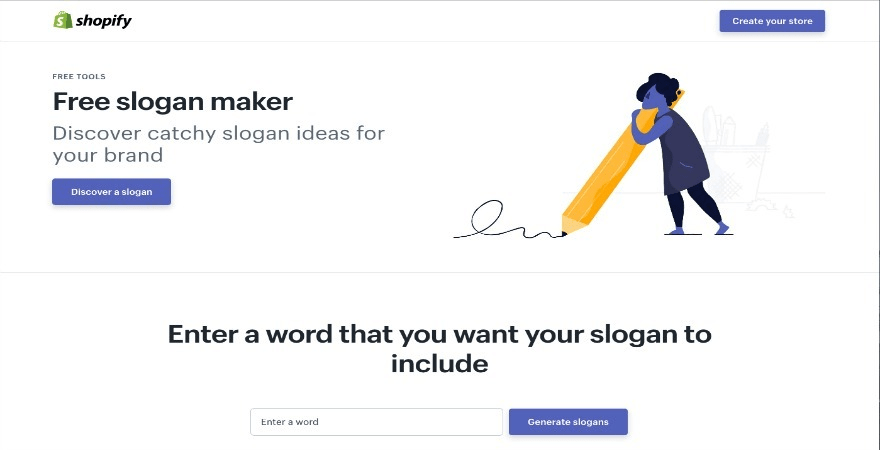 shopify
Create your store
FREE TOOLS
Free slogan maker
Discover catchy slogan ideas for
your brand
Discover a slogan
Enter a word that you want your slogan to
include
Enter a word
Generate slogans